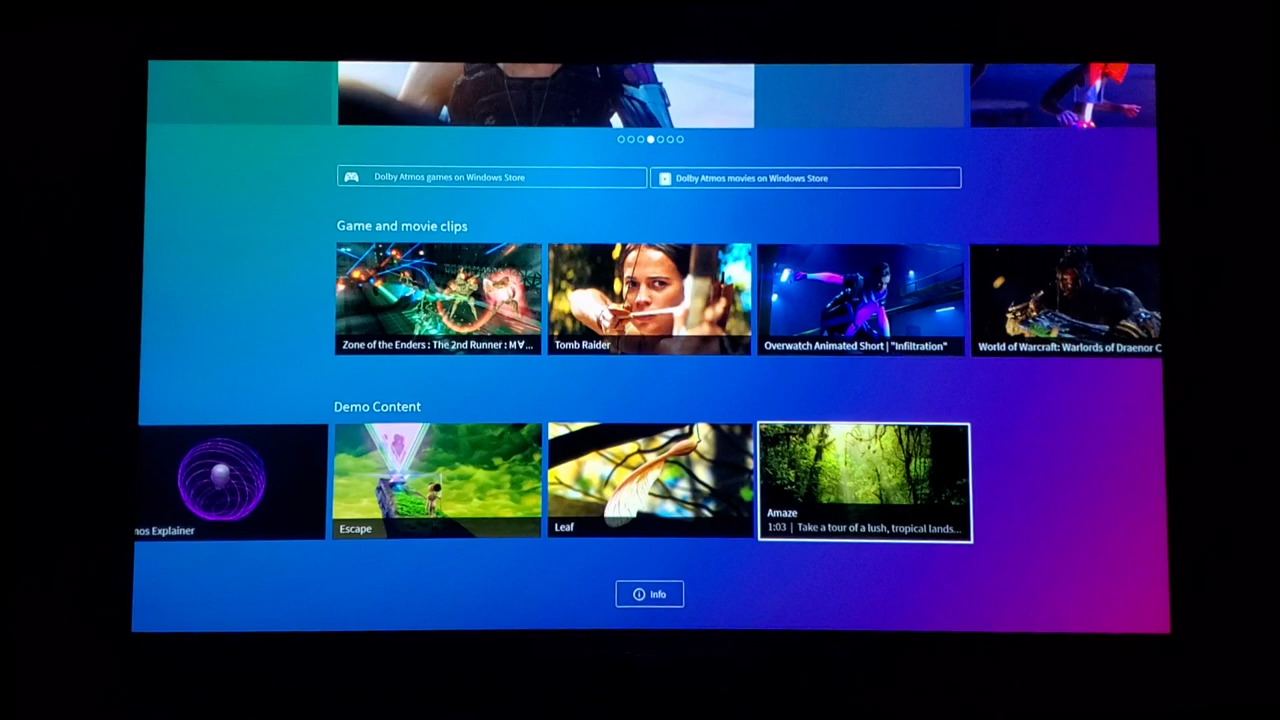 Dolby Atmos games on Windows Store
Dolby Atmos movies on Windows Store
Game and movie clips
Zone of the Enders : The 2nd Runner : M∀...
Tomb Raider
Overwatch Animated Short | "Infiltration"
World of Warcraft: Warlords of Draenor C
Demo Content
mos Explainer
Escape
Leaf
Amaze
1:03 | Take a tour of a lush, tropical lands...
Info